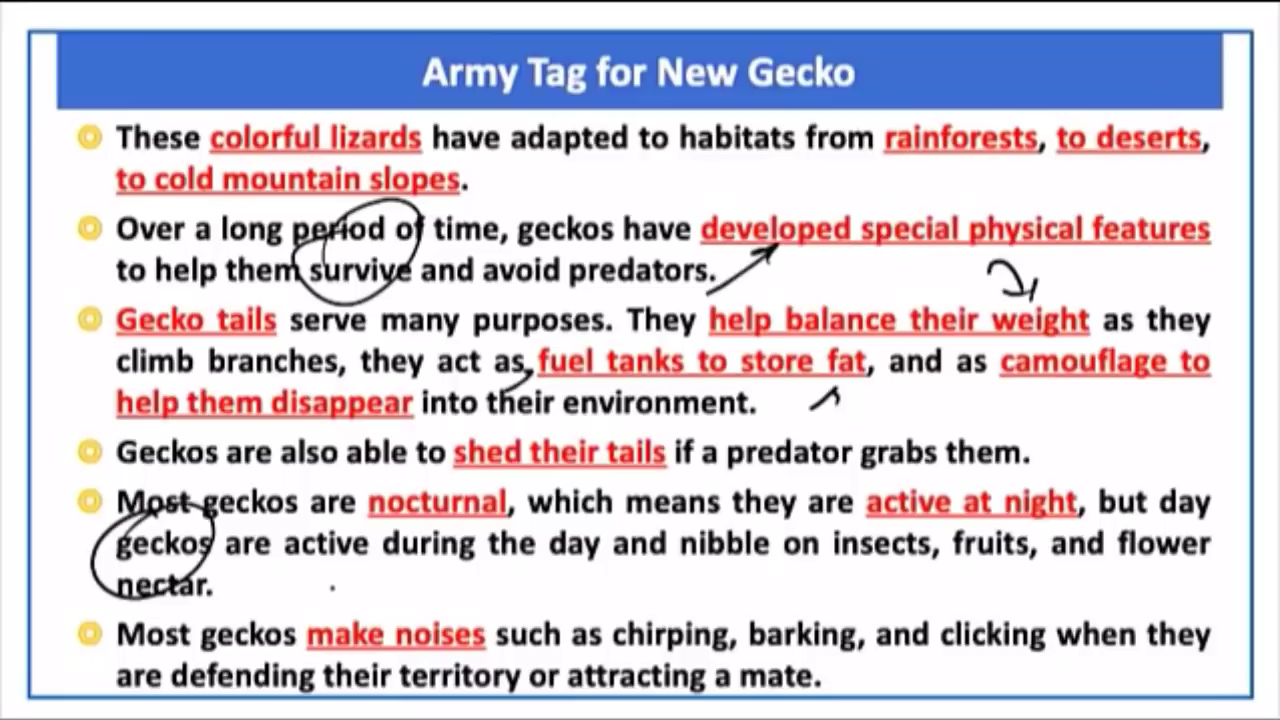 Army Tag for New Gecko
These colorful lizards have adapted to habitats from rainforests, to deserts,
to cold mountain slopes.
Over a long period of time, geckos have developed special physical features
to help them survive and avoid predators.
Gecko tails serve many purposes. They help balance their weight as they
climb branches, they act as fuel tanks to store fat, and as camouflage to
help them disappear into their environment.
Geckos are also able to shed their tails if a predator grabs them.
Most geckos are nocturnal, which means they are active at night, but day
geckos are active during the day and nibble on insects, fruits, and flower
nectar.
Most geckos make noises such as chirping, barking, and clicking when they
are defending their territory or attracting a mate.